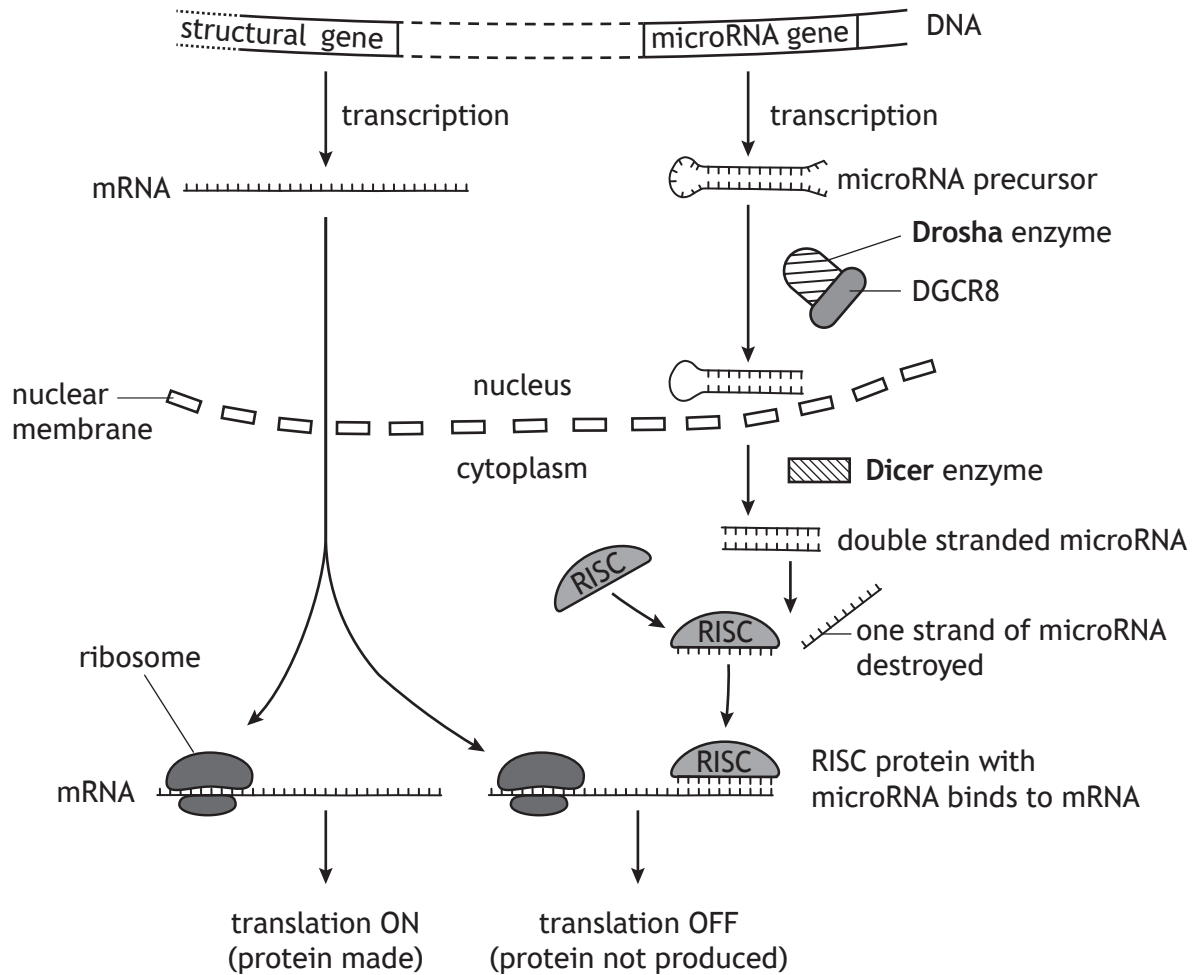 structural gene
microRNA gene
DNA
transcription
transcription
mRNA
microRNA precursor
Drosha enzyme
DGCR8
nuclear
membrane
nucleus
cytoplasm
Dicer enzyme
double stranded microRNA
RISC
RISC
one strand of microRNA
destroyed
ribosome
mRNA
RISC
RISC protein with
microRNA binds to mRNA
translation ON
(protein made)
translation OFF
(protein not produced)